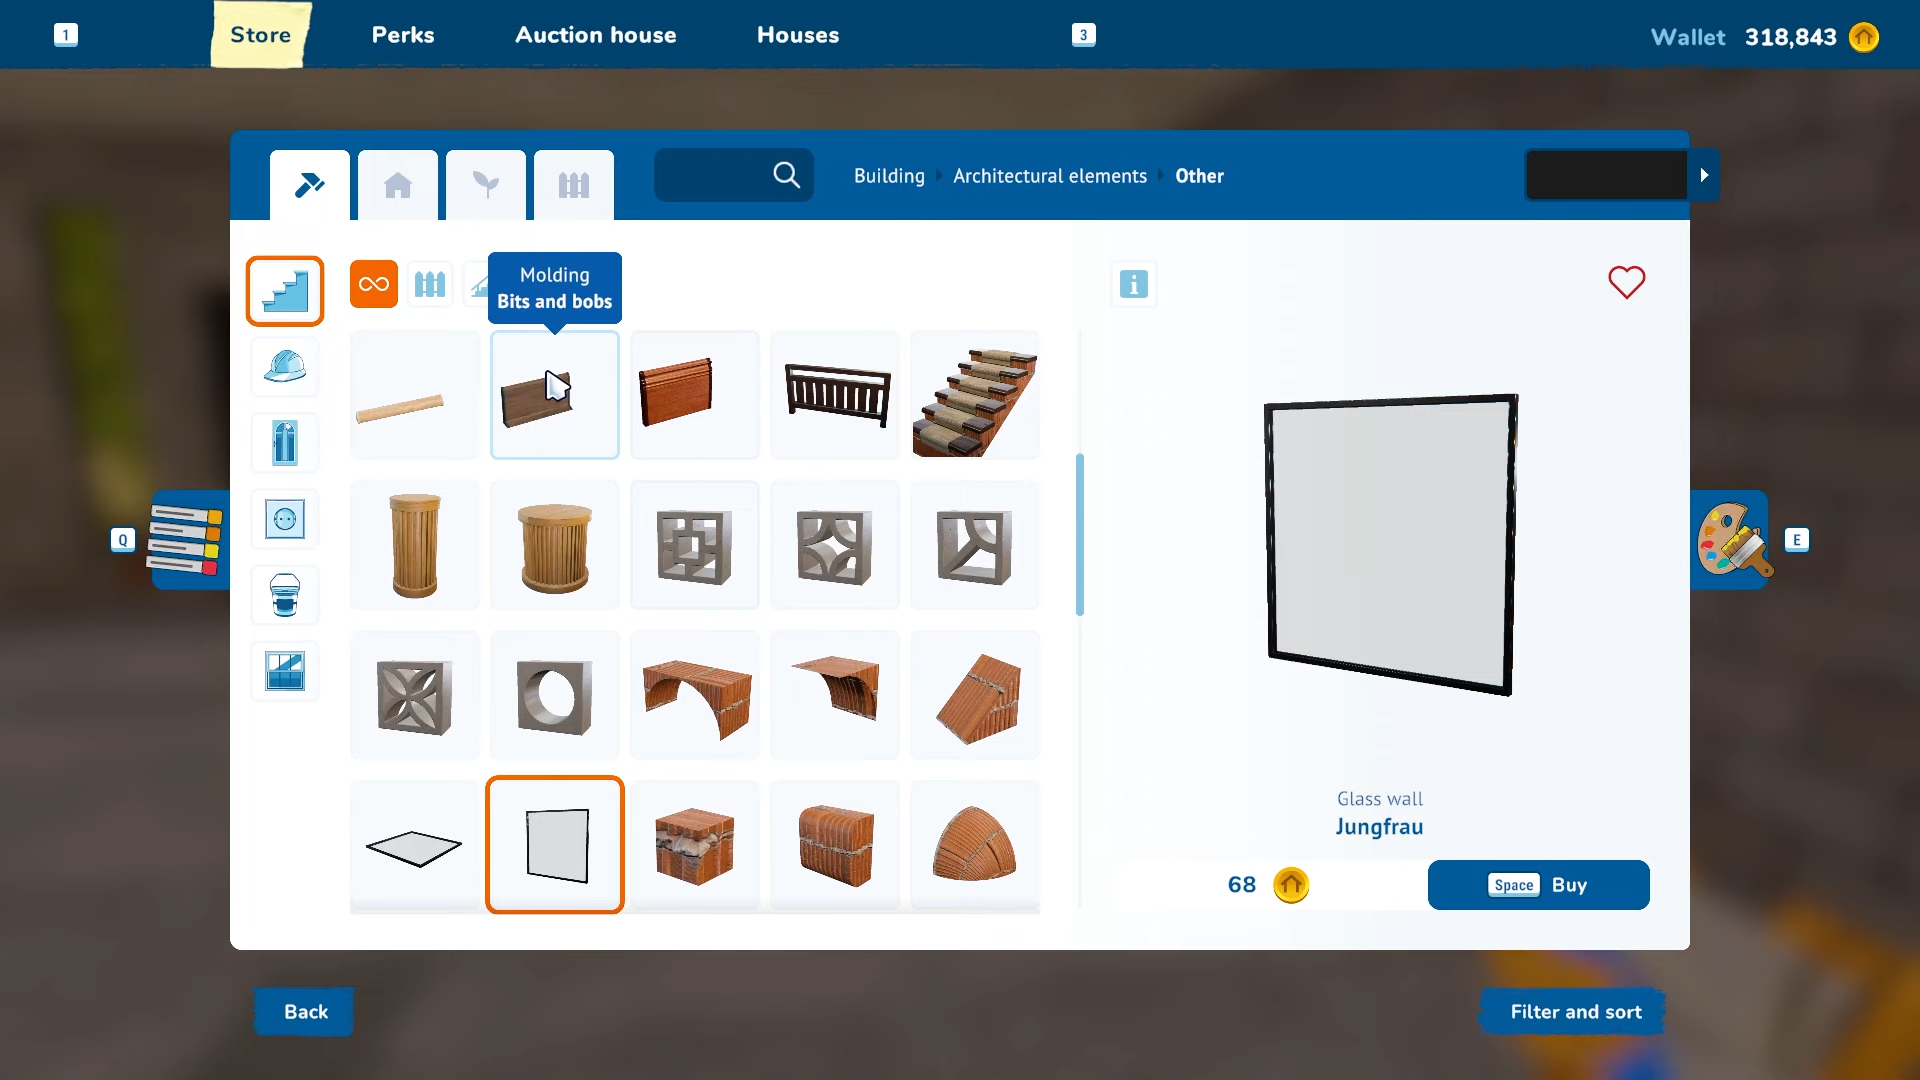 1
Store
Perks
Auction house
Houses
3
Wallet 318,843
Building
Architectural elements
Other
Molding
Bits and bobs
i
Q
E
Glass wall
Jungfrau
68
Space Buy
Back
Filter and sort